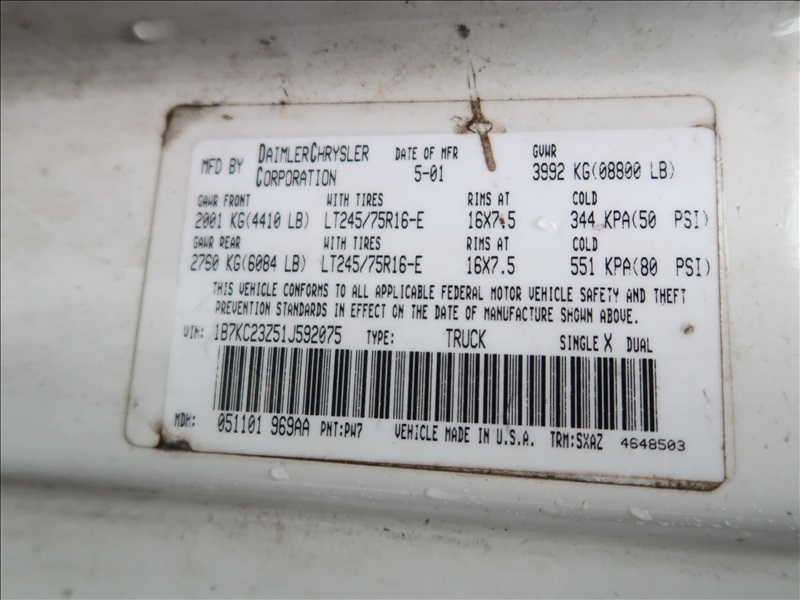 MFD BY DAIMLERCHRYSLER CORPORATION DATE OF MFR 5-01 GVWR 3992 KG(08800 LB)
GAWR FRONT WITH TIRES RIMS AT COLD
2001 KG(4410 LB) LT245/75R16-E 16X7.5 344 KPA(50 PSI)
GAWR REAR WITH TIRES RIMS AT COLD
2760 KG(6084 LB) LT245/75R16-E 16X7.5 551 KPA(80 PSI)
THIS VEHICLE CONFORMS TO ALL APPLICABLE FEDERAL MOTOR VEHICLE SAFETY AND THEFT
PREVENTION STANDARDS IN EFFECT ON THE DATE OF MANUFACTURE SHOWN ABOVE.
VIN: 1B7KC23Z51J592075 TYPE: TRUCK SINGLE X DUAL
MDH: 051101 969AA PNT:PW7 VEHICLE MADE IN U.S.A. TRM:SXAZ 4648503